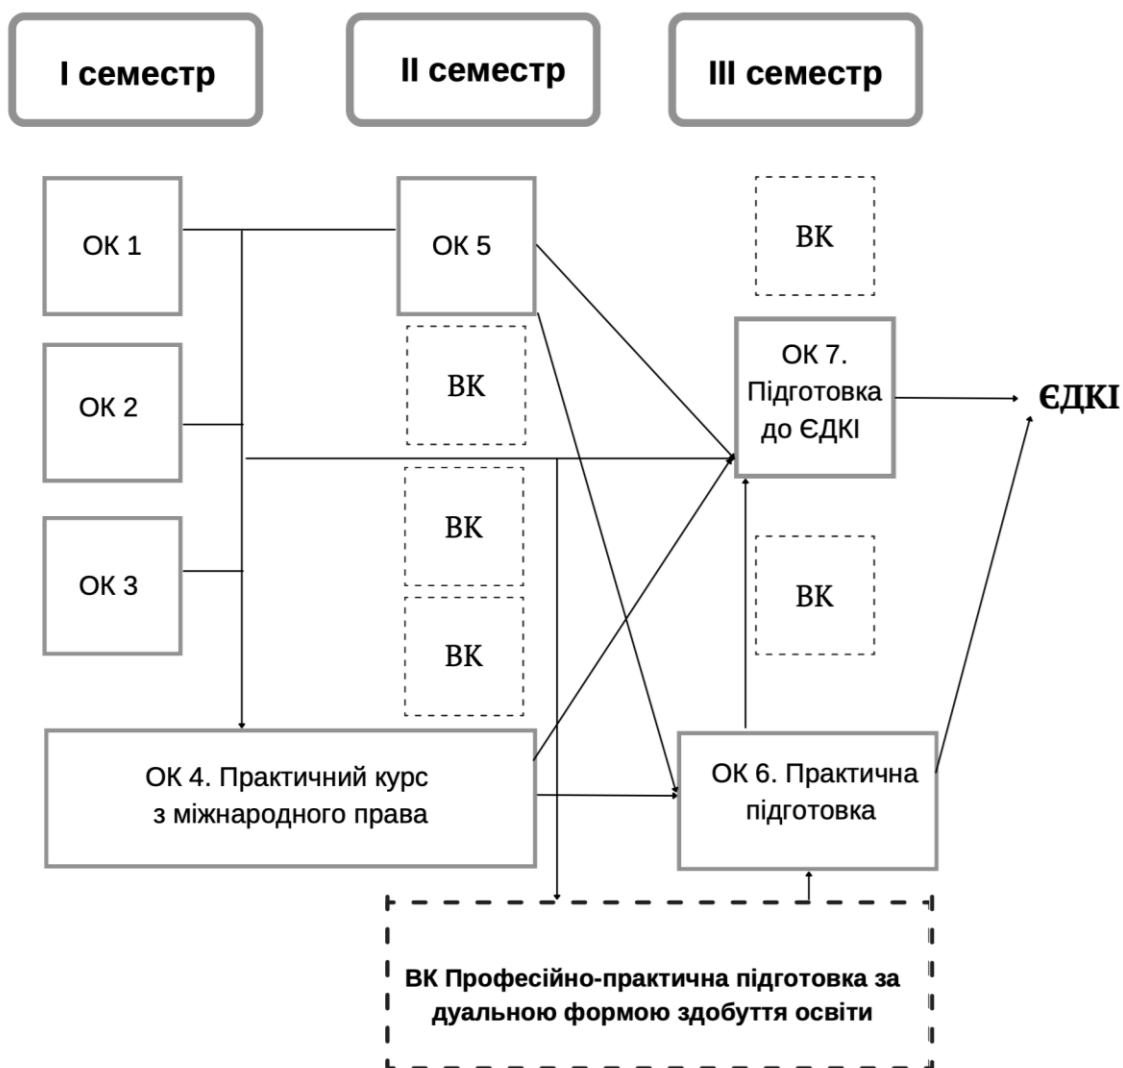 I семестр
II семестр
III семестр
ОК 1
ОК 5
ВК
ОК 2
ВК
ОК 7.
Підготовка
до ЄДКІ
ЄДКІ
ОК 3
ВК
ВК
ВК
ОК 4. Практичний курс
з міжнародного права
ОК 6. Практична
підготовка
ВК Професійно-практична підготовка за
дуальною формою здобуття освіти